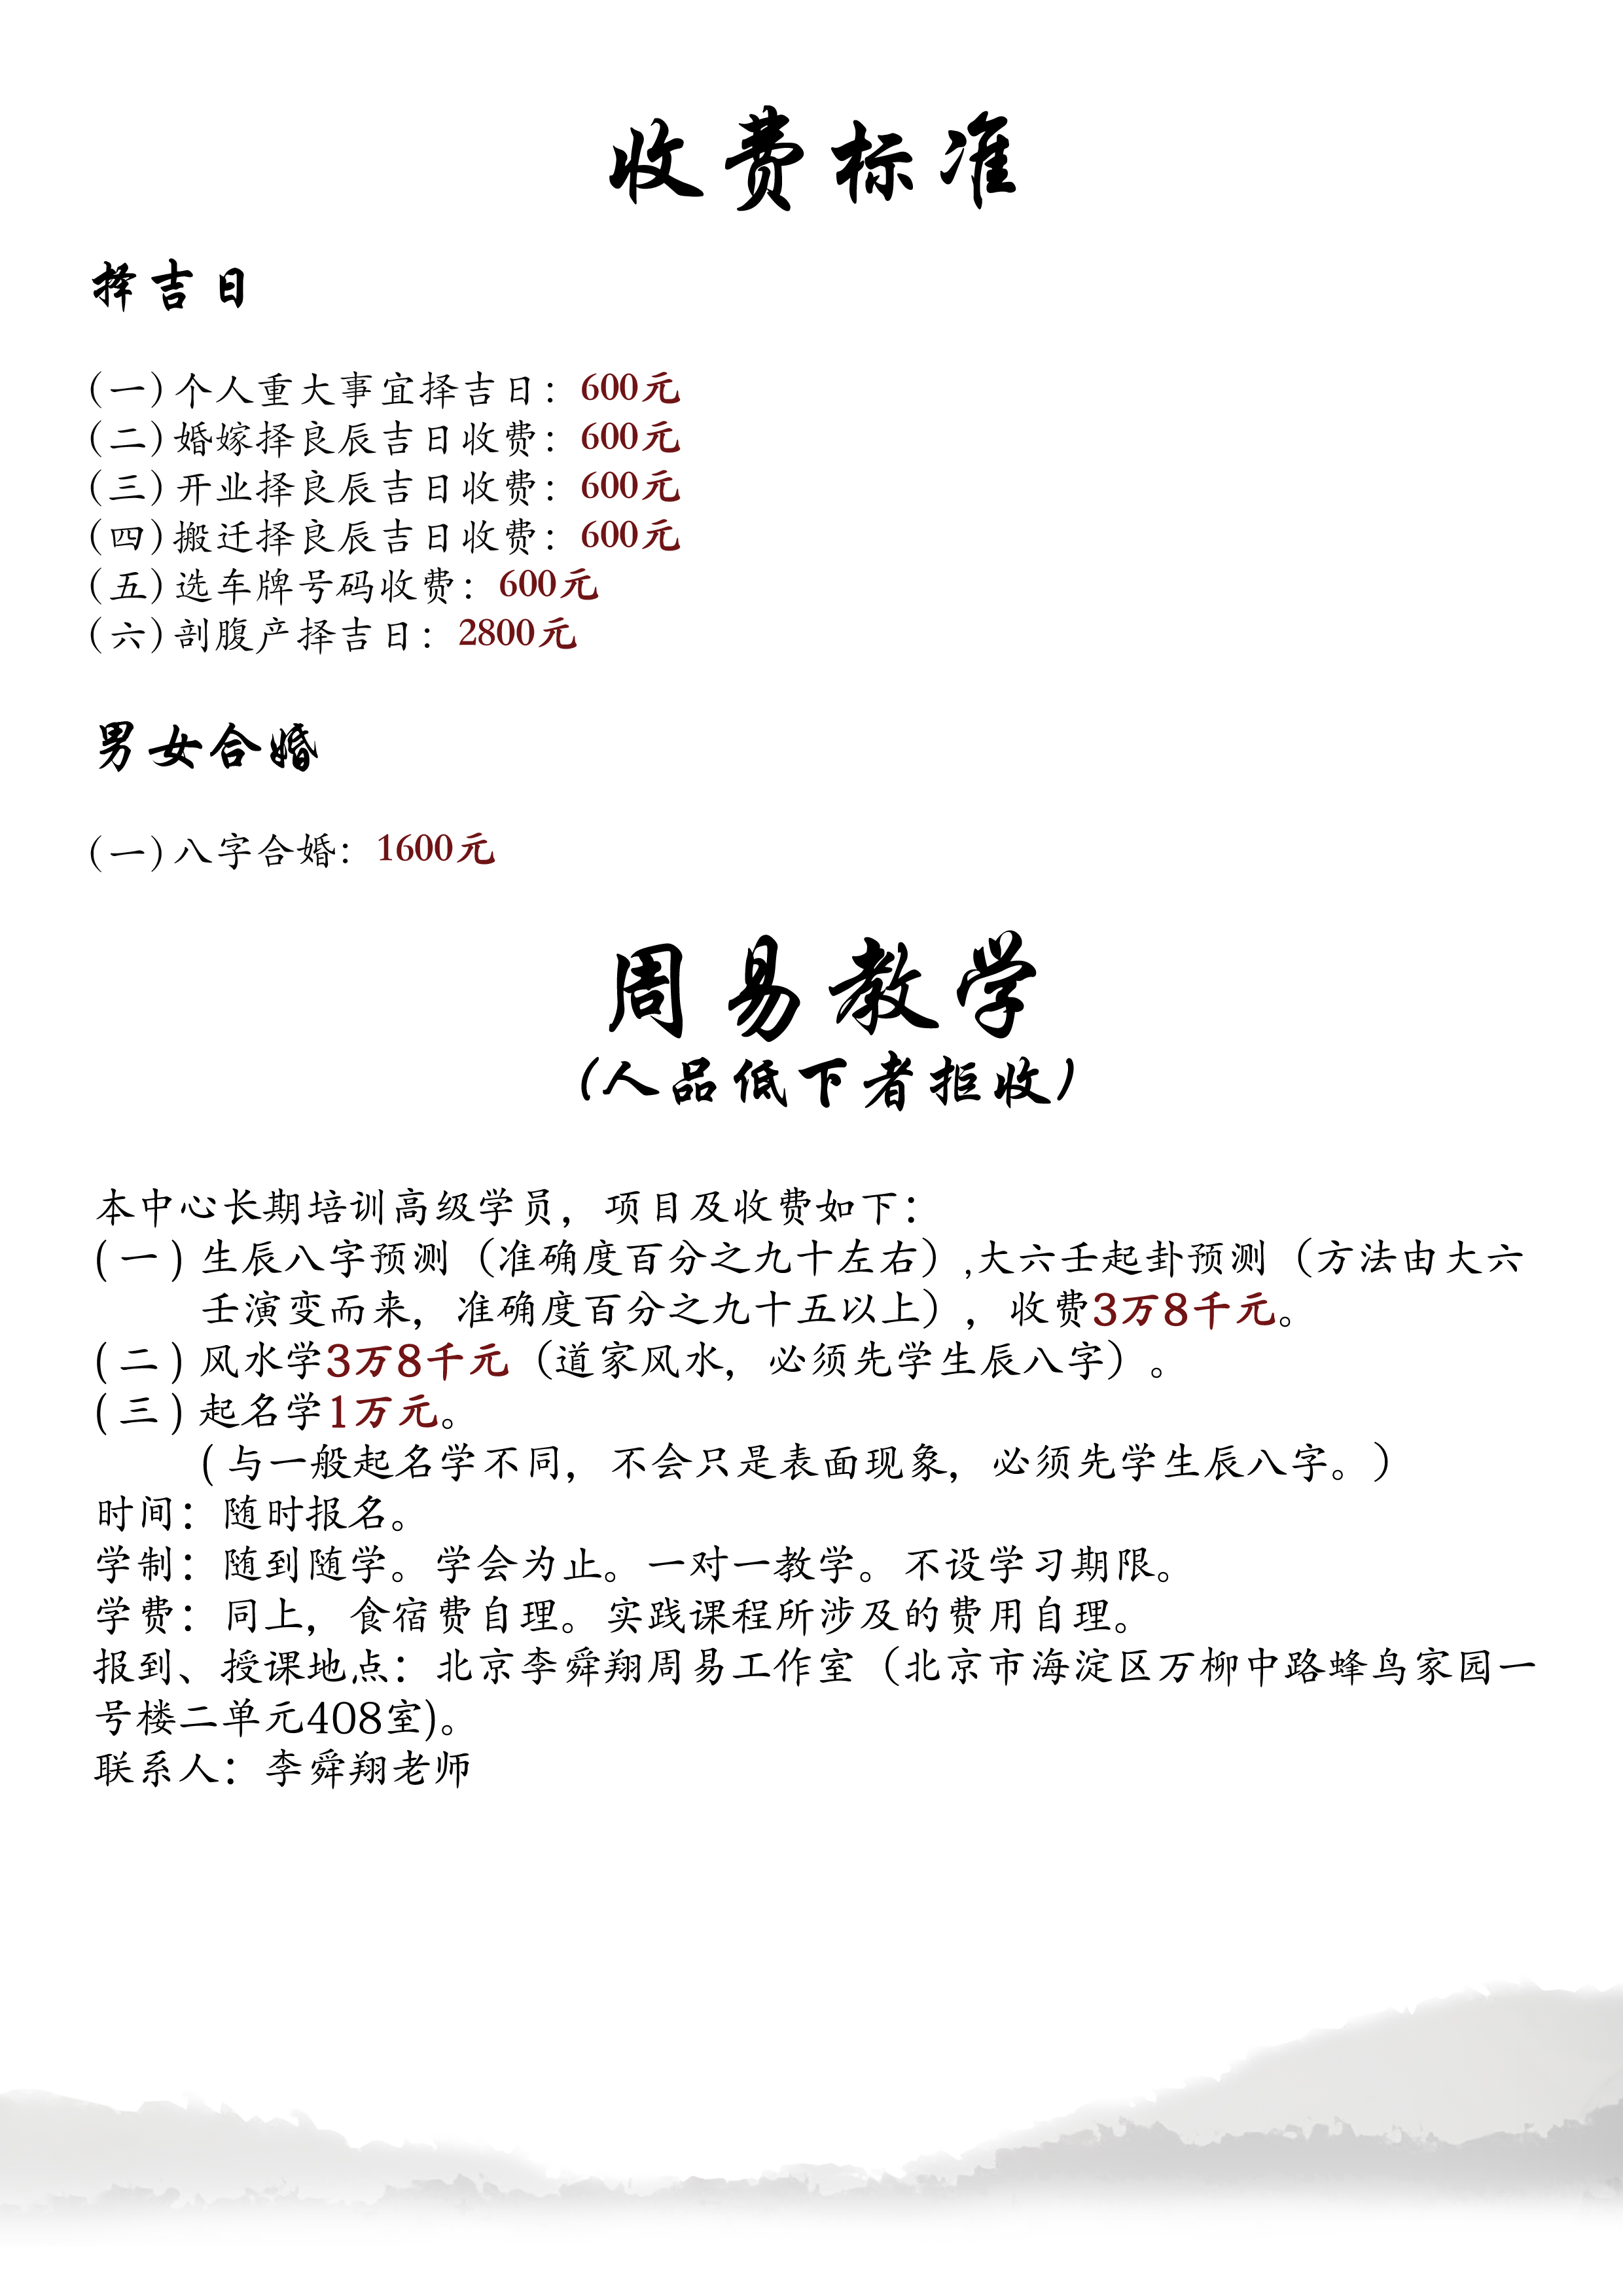 收费标准
择吉日
(一)个人重大事宜择吉日：600元
(二)婚嫁择良辰吉日收费：600元
(三)开业择良辰吉日收费：600元
(四)搬迁择良辰吉日收费：600元
(五)选车牌号码收费：600元
(六)剖腹产择吉日：2800元
男女合婚
(一)八字合婚：1600元
周易教学
(人品低下者拒收)
本中心长期培训高级学员，项目及收费如下：
(一)生辰八字预测（准确度百分之九十左右）,大六壬起卦预测（方法由大六
壬演变而来，准确度百分之九十五以上），收费3万8千元。
(二)风水学3万8千元（道家风水，必须先学生辰八字）。
(三)起名学1万元。
(与一般起名学不同，不会只是表面现象，必须先学生辰八字。）
时间：随时报名。
学制：随到随学。学会为止。一对一教学。不设学习期限。
学费：同上，食宿费自理。实践课程所涉及的费用自理。
报到、授课地点：北京李舜翔周易工作室（北京市海淀区万柳中路蜂鸟家园一
号楼二单元408室)。
联系人：李舜翔老师